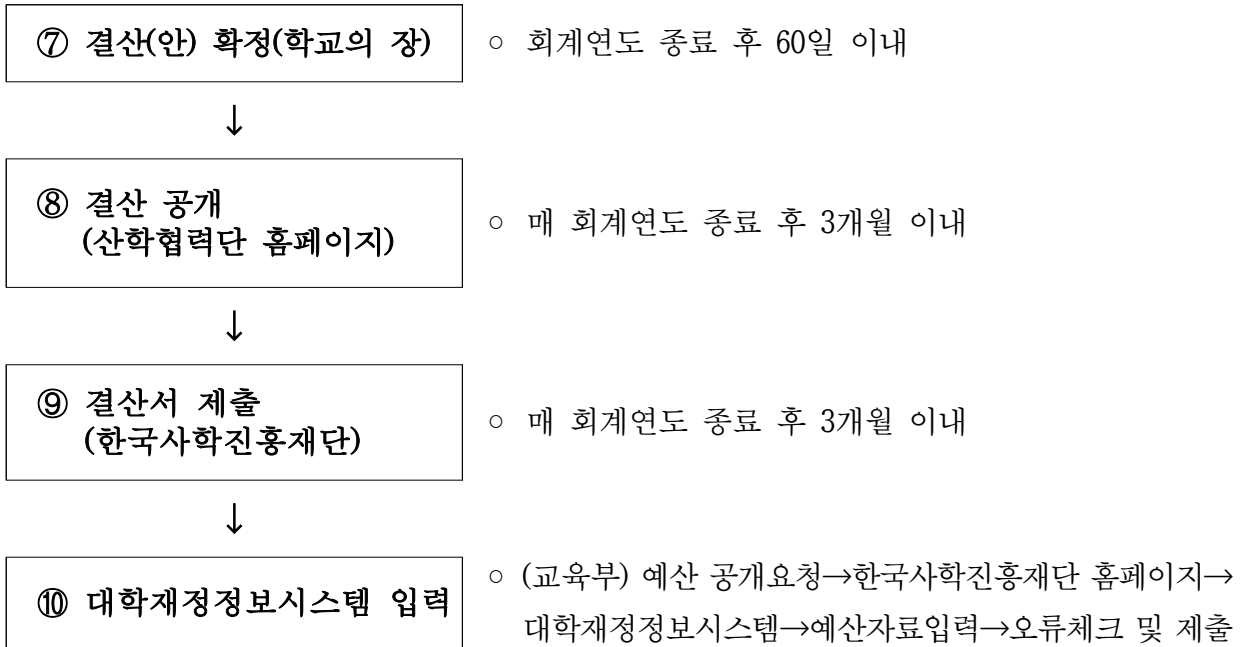 ⑦ 결산(안) 확정(학교의 장)
○ 회계연도 종료 후 60일 이내
↓
⑧ 결산 공개
(산학협력단 홈페이지)
○ 매 회계연도 종료 후 3개월 이내
↓
⑨ 결산서 제출
(한국사학진흥재단)
○ 매 회계연도 종료 후 3개월 이내
↓
⑩ 대학재정정보시스템 입력
○ (교육부) 예산 공개요청→한국사학진흥재단 홈페이지→
대학재정정보시스템→예산자료입력→오류체크 및 제출